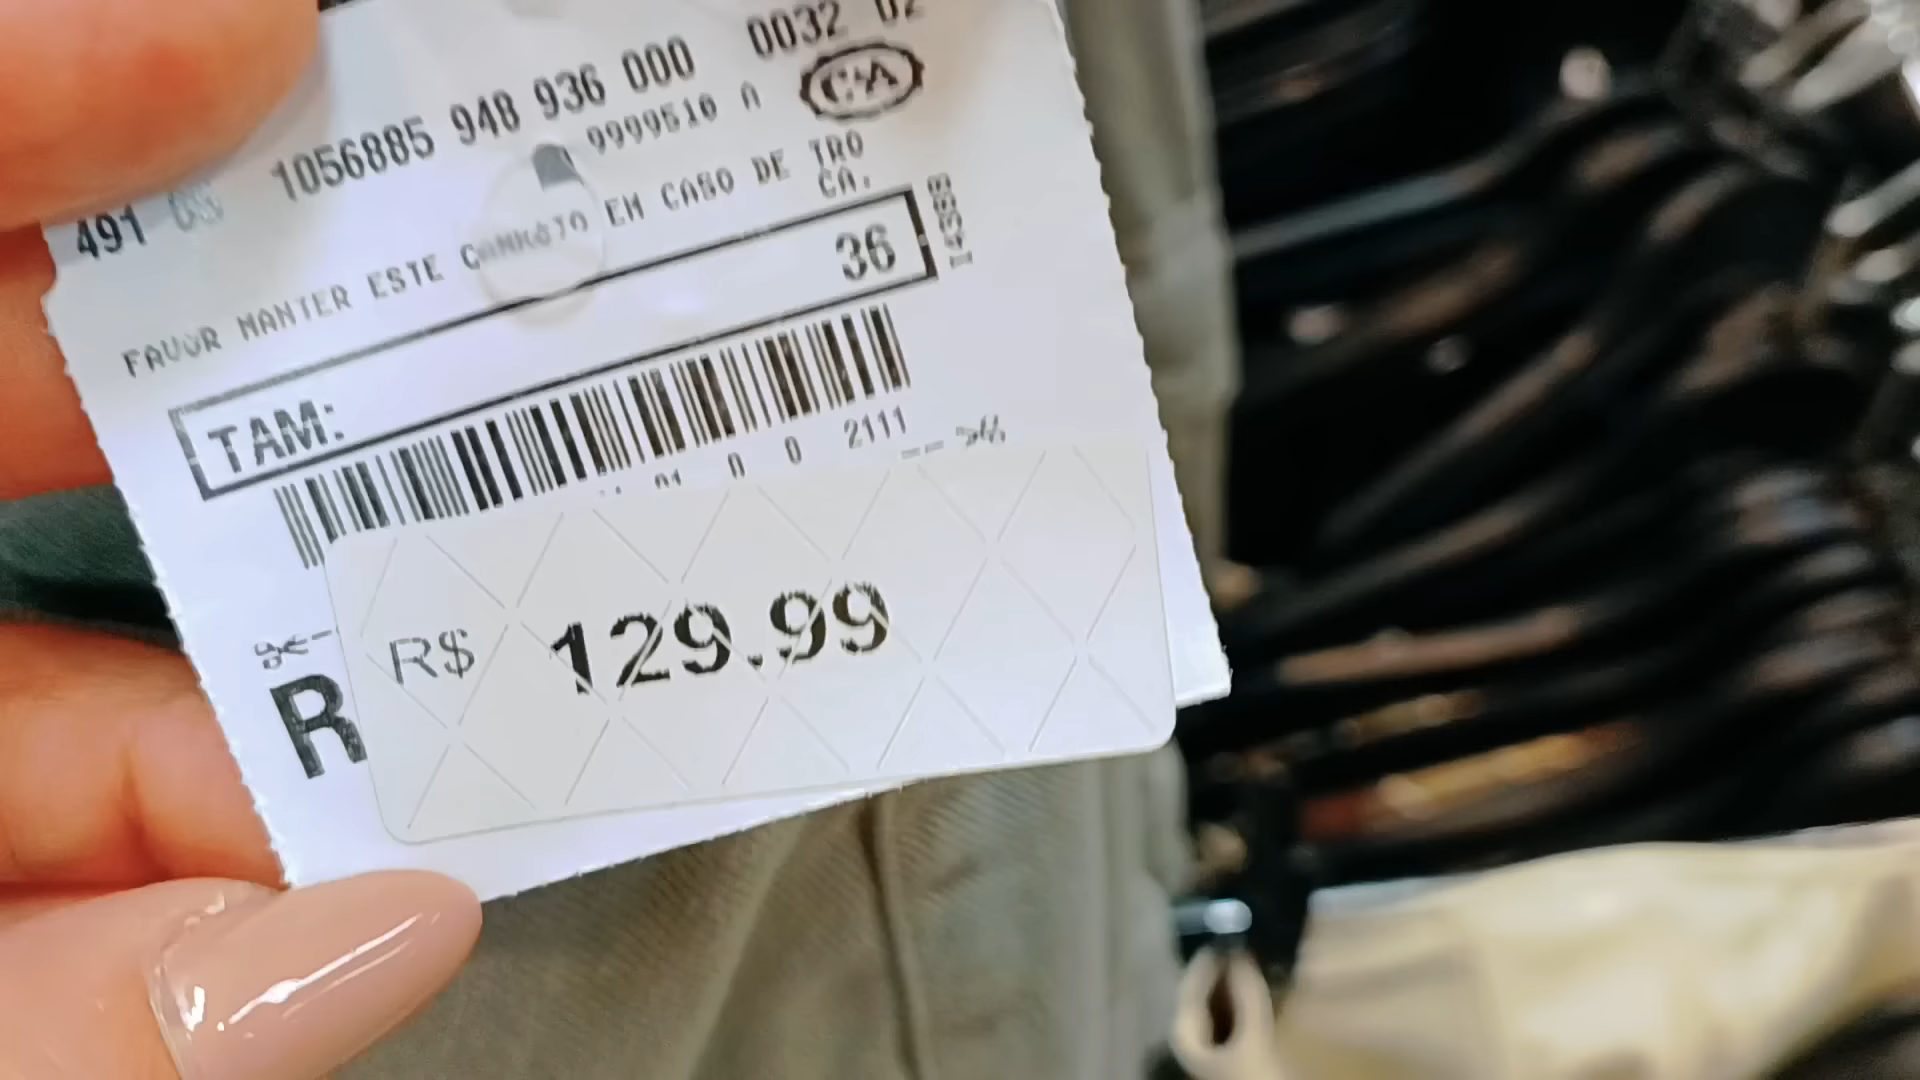 0032 02
491 1056885 948 936 000
9999510 A C&A
FAVOR MANTER ESTE EM CASO DE TRO
CA.
TAM: 36
0 0 2111
R
R$ 129.99